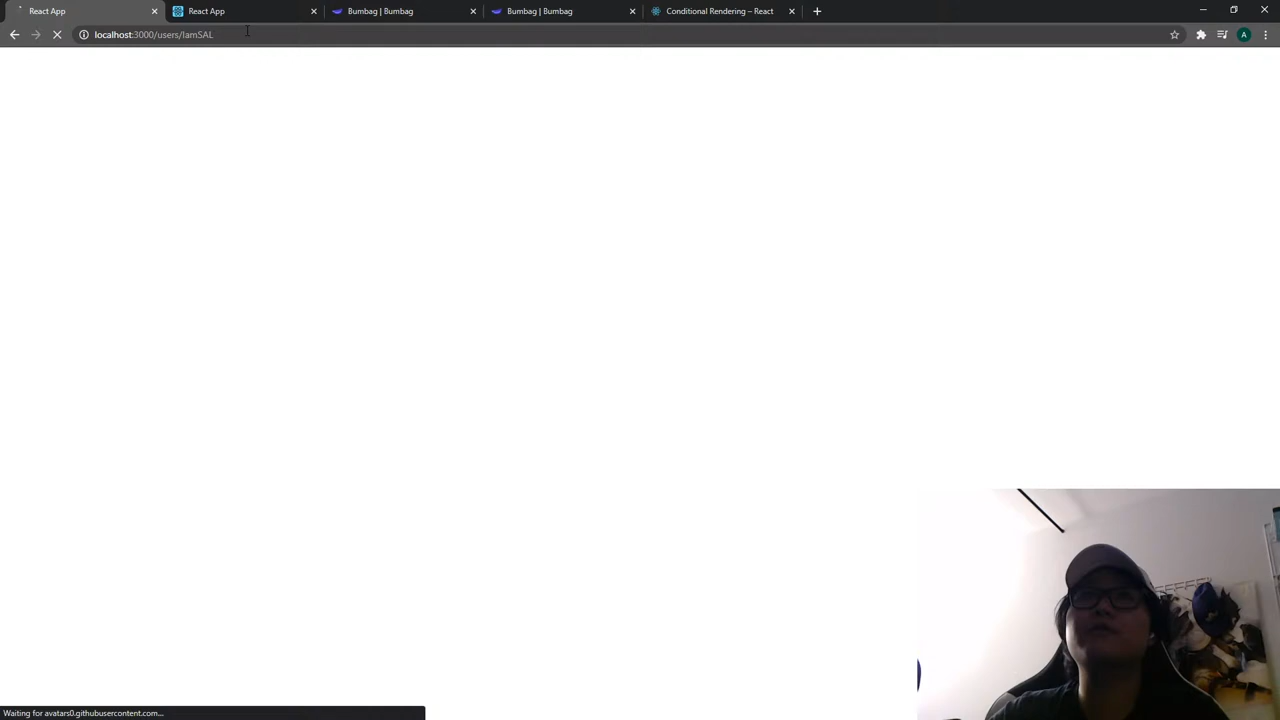 React App
React App
Bumbag | Bumbag
Bumbag | Bumbag
Conditional Rendering – React
localhost:3000/users/IamSAL
A
Waiting for avatars0.githubusercontent.com...